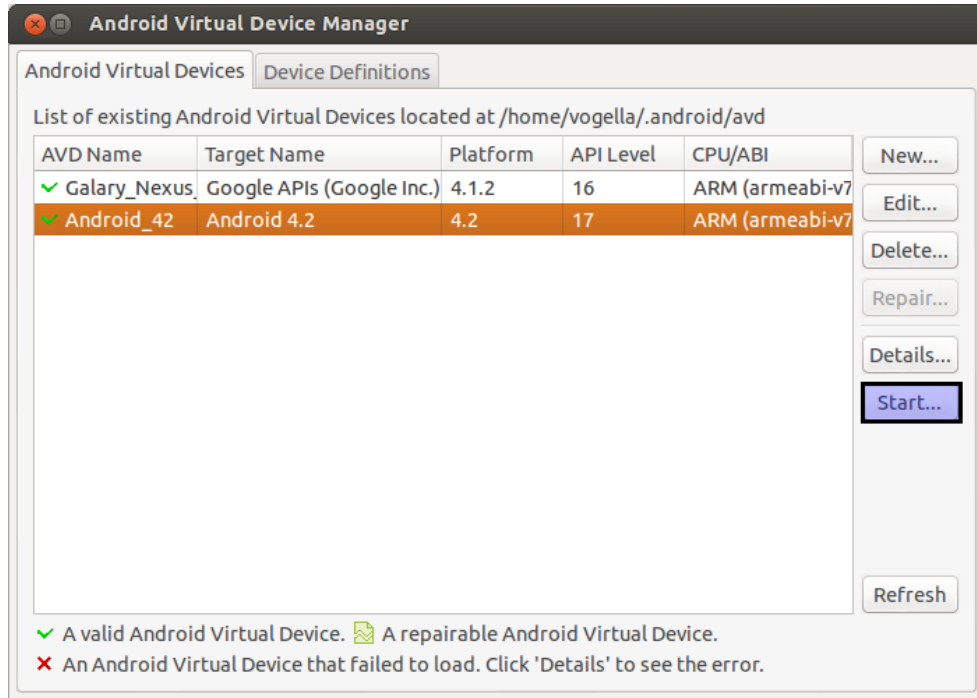 Android Virtual Device Manager
Android Virtual Devices Device Definitions
List of existing Android Virtual Devices located at /home/vogella/.android/avd
AVD Name Target Name Platform API Level CPU/ABI
Galary_Nexus_ Google APIs (Google Inc.) 4.1.2 16 ARM (armeabi-v7
Android_42 Android 4.2 4.2 17 ARM (armeabi-v7
New...
Edit...
Delete...
Repair...
Details...
Start...
Refresh
A valid Android Virtual Device. A repairable Android Virtual Device.
An Android Virtual Device that failed to load. Click 'Details' to see the error.